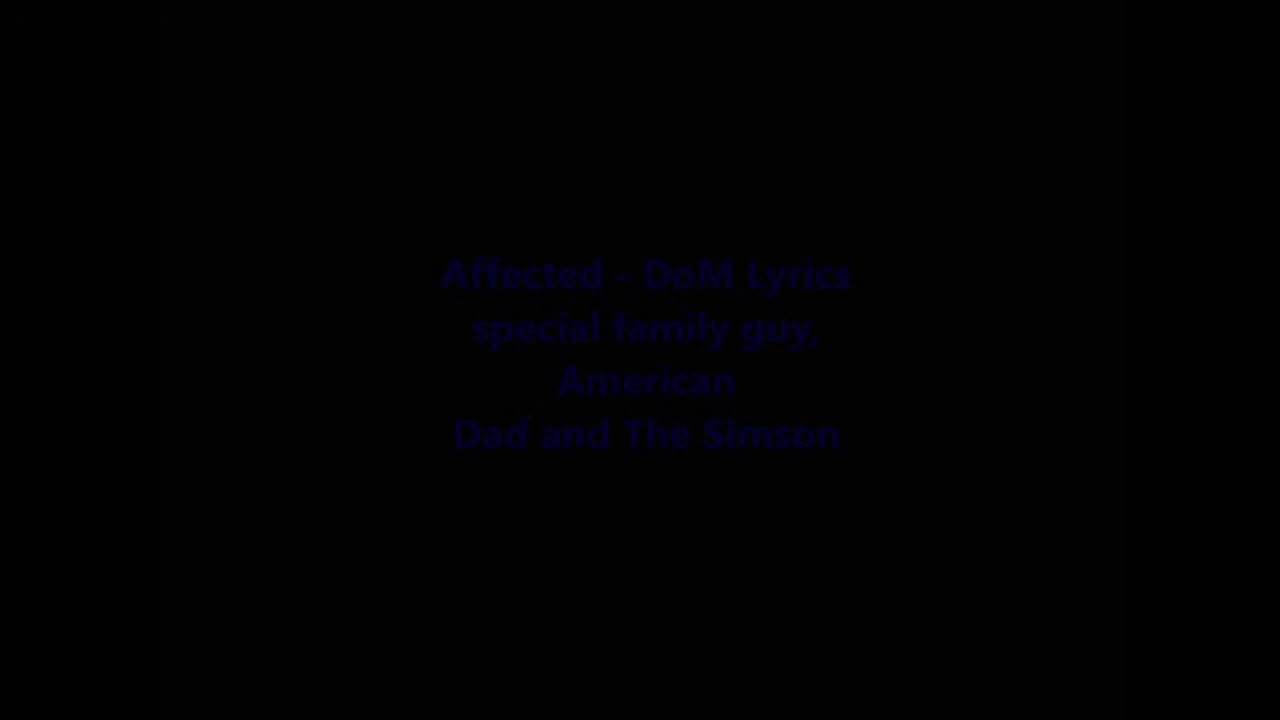 Affected - DoM Lyrics
special family guy,
American
Dad and The Simson